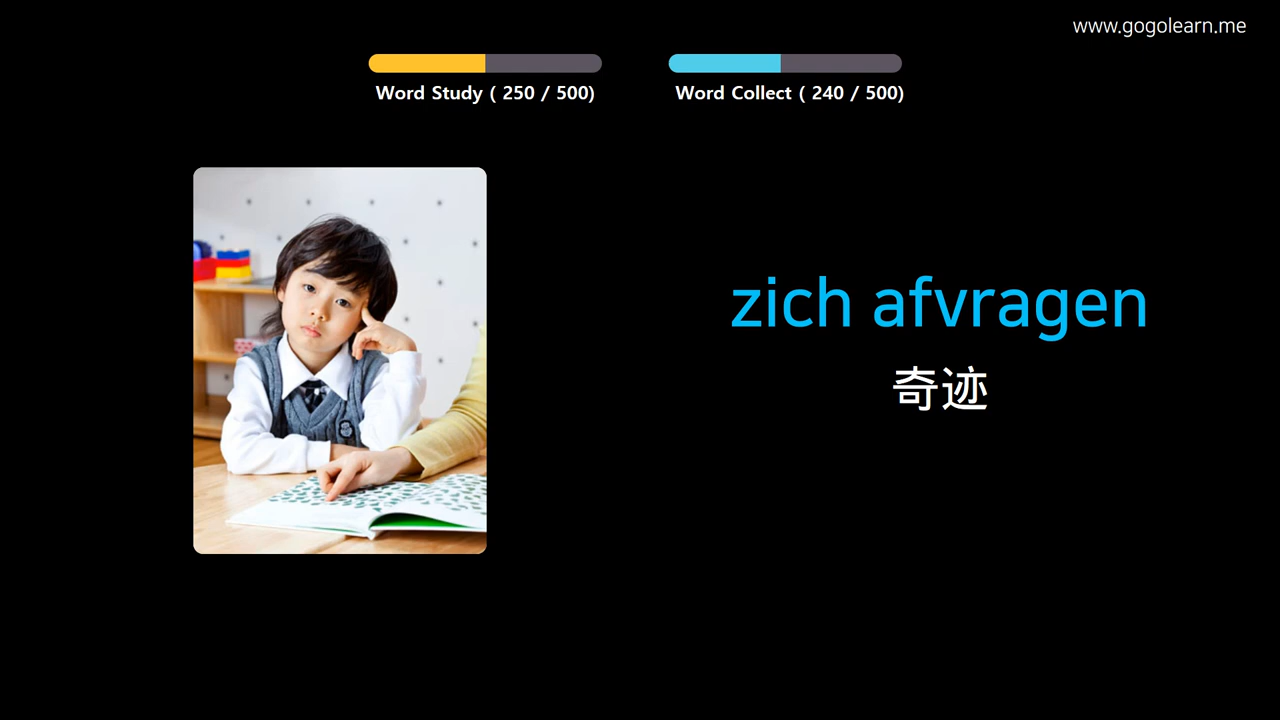 www.gogolearn.me
Word Study ( 250 / 500)
Word Collect ( 240 / 500)
zich afvragen
奇迹